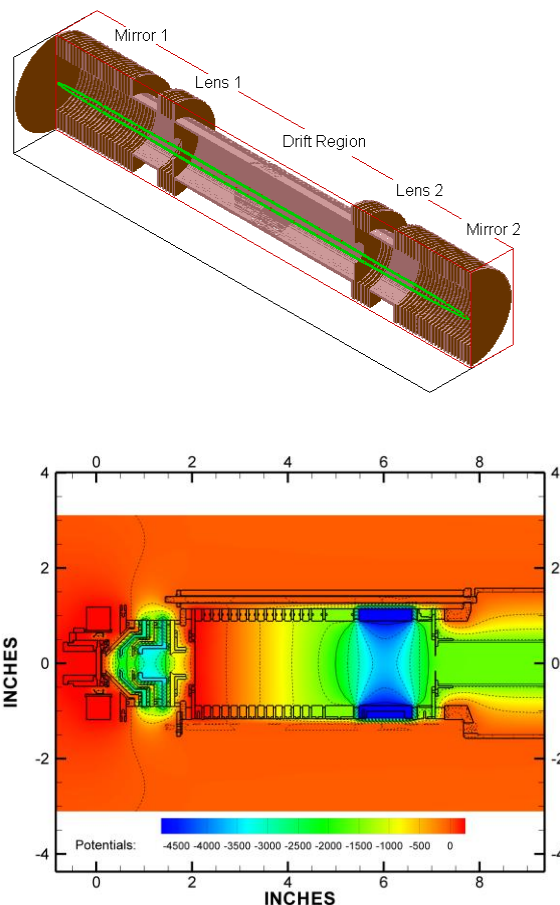 Mirror 1
Lens 1
Drift Region
Lens 2
Mirror 2
0 2 4 6 8
4 4
2 2
0 0
-2 -2
-4 -4
INCHES
Potentials: -4500 -4000 -3500 -3000 -2500 -2000 -1500 -1000 -500 0
0 2 4 6 8
INCHES